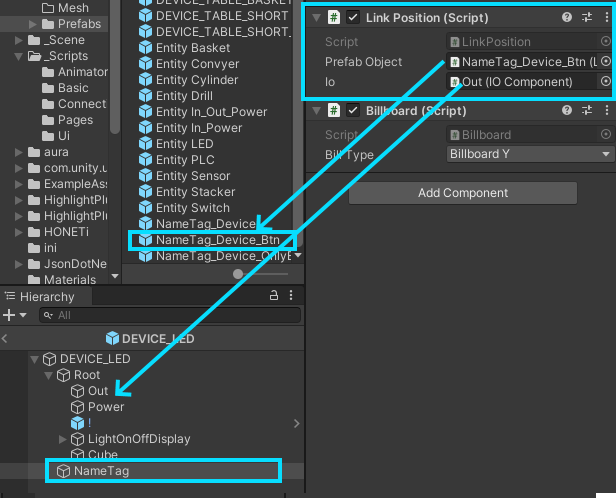 Mesh
Prefabs
_Scene
_Scripts
Animator
Basic
Connect
Pages
Ui
aura
com.unity.u
ExampleAss
HighlightPl
HighlightPl
HONETi
ini
JsonDotNe
Materials
DEVICE_TABLE_BASKET
DEVICE_TABLE_SHORT
DEVICE_TABLE_SHORT_
Entity Basket
Entity Convyer
Entity Cylinder
Entity Drill
Entity In_Out_Power
Entity In_Power
Entity LED
Entity PLC
Entity Sensor
Entity Stacker
Entity Switch
NameTag_Device
NameTag_Device_Btn
NameTag_Device_OnlyE
Link Position (Script)
Script
LinkPosition
Prefab Object
NameTag_Device_Btn (L
Io
Out (IO Component)
Billboard (Script)
Script
Billboard
Bill Type
Billboard Y
Add Component
Hierarchy
All
DEVICE_LED
DEVICE_LED
Root
Out
Power
!
LightOnOffDisplay
Cube
NameTag